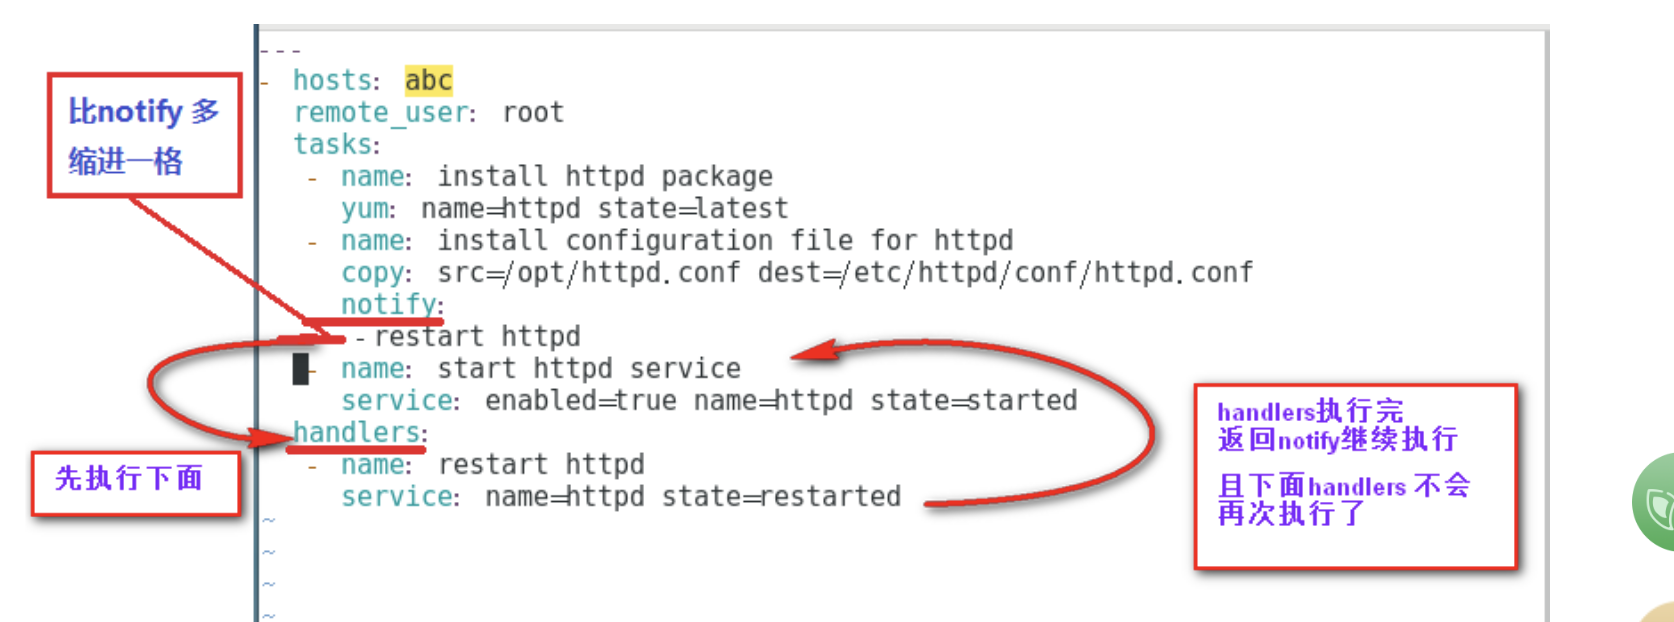 ---
- hosts: abc
remote_user: root
tasks:
- name: install httpd package
yum: name=httpd state=latest
- name: install configuration file for httpd
copy: src=/opt/httpd.conf dest=/etc/httpd/conf/httpd.conf
notify:
- restart httpd
- name: start httpd service
service: enabled=true name=httpd state=started
handlers:
- name: restart httpd
service: name=httpd state=restarted
~
~
~
~
比notify 多
缩进一格
先执行下面
handlers执行完
返回notify继续执行
且下面handlers 不会
再次执行了